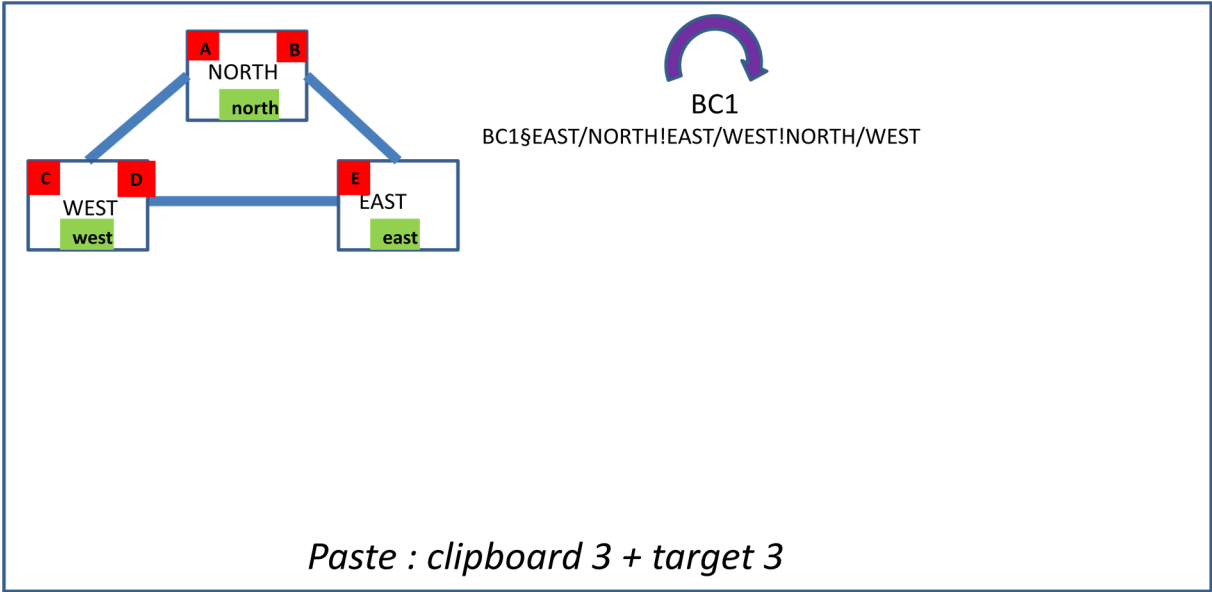 A B
NORTH
north
C D
WEST
west
E
EAST
east
BC1
BC1§EAST/NORTH!EAST/WEST!NORTH/WEST
Paste : clipboard 3 + target 3